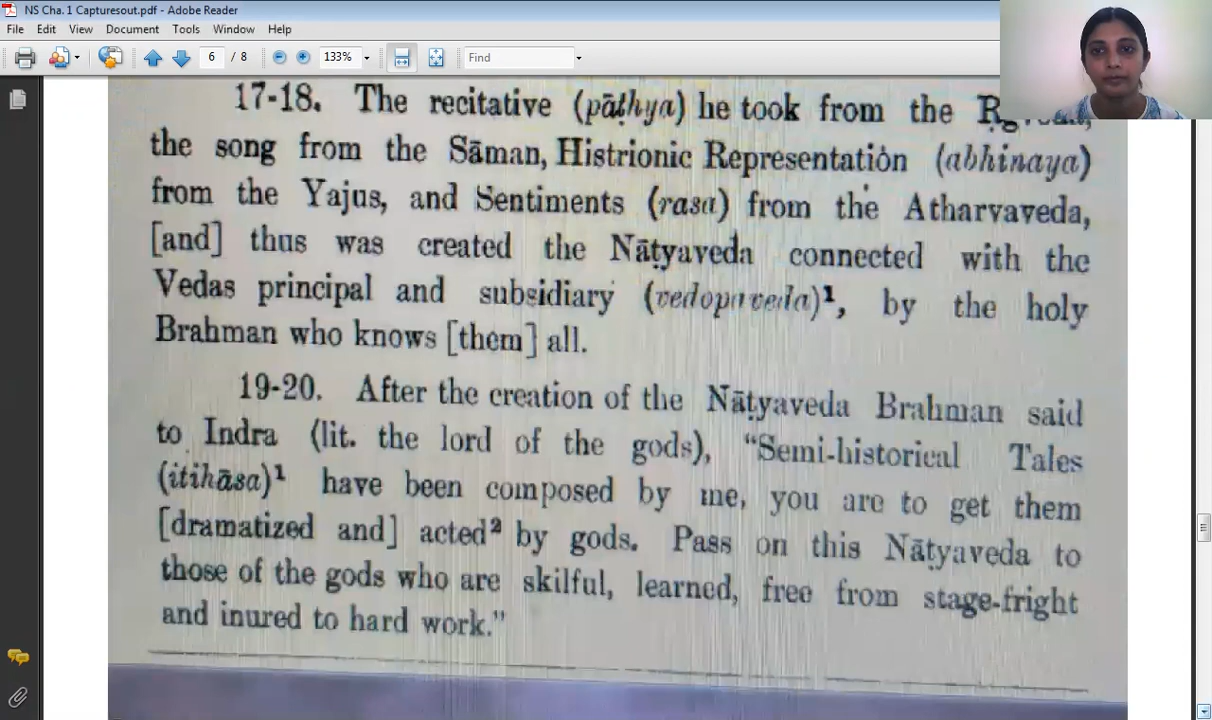 NS Cha. 1 Capturesout.pdf - Adobe Reader
File Edit View Document Tools Window Help
6 / 8 133% Find
17-18. The recitative (pāṭhya) he took from the
the song from the Sāman, Histrionic Representation (abhinaya)
from the Yajus, and Sentiments (rasa) from the Atharvaveda,
[and] thus was created the Nāṭyaveda connected with the
Vedas principal and subsidiary (vedopaveda)¹, by the holy
Brahman who knows [them] all.
19-20. After the creation of the Nāṭyaveda Brahman said
to Indra (lit. the lord of the gods), “Semi-historical Tales
(itihāsa)¹ have been composed by me, you are to get them
[dramatized and] acted² by gods. Pass on this Nāṭyaveda to
those of the gods who are skilful, learned, free from stage-fright
and inured to hard work.”